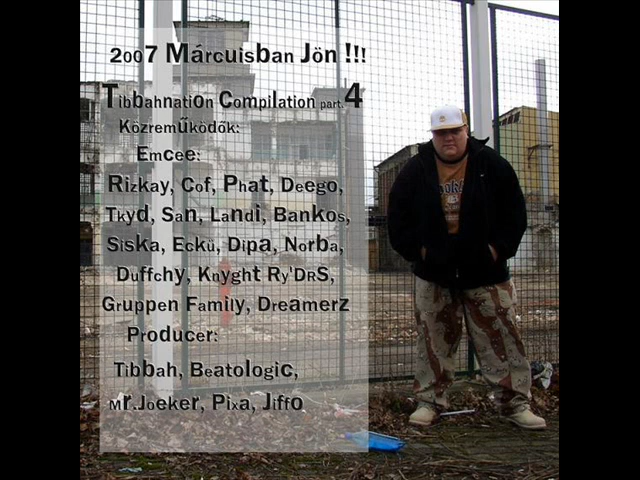 2007 Márcuisban Jön !!!
TibbahnatiOn Compilation part.4
Közreműködők:
Emcee:
Rizkay, Cof, Phat, Deego,
Tkyd, San, Landi, Bankos,
Siska, Eckü, Dipa, Norba,
Duffchy, Knyght Ry'DRS,
Gruppen Family, Dreamerz
Producer:
Tibbah, Beatologic,
Mr.Joeker, Pixa, Jiffo